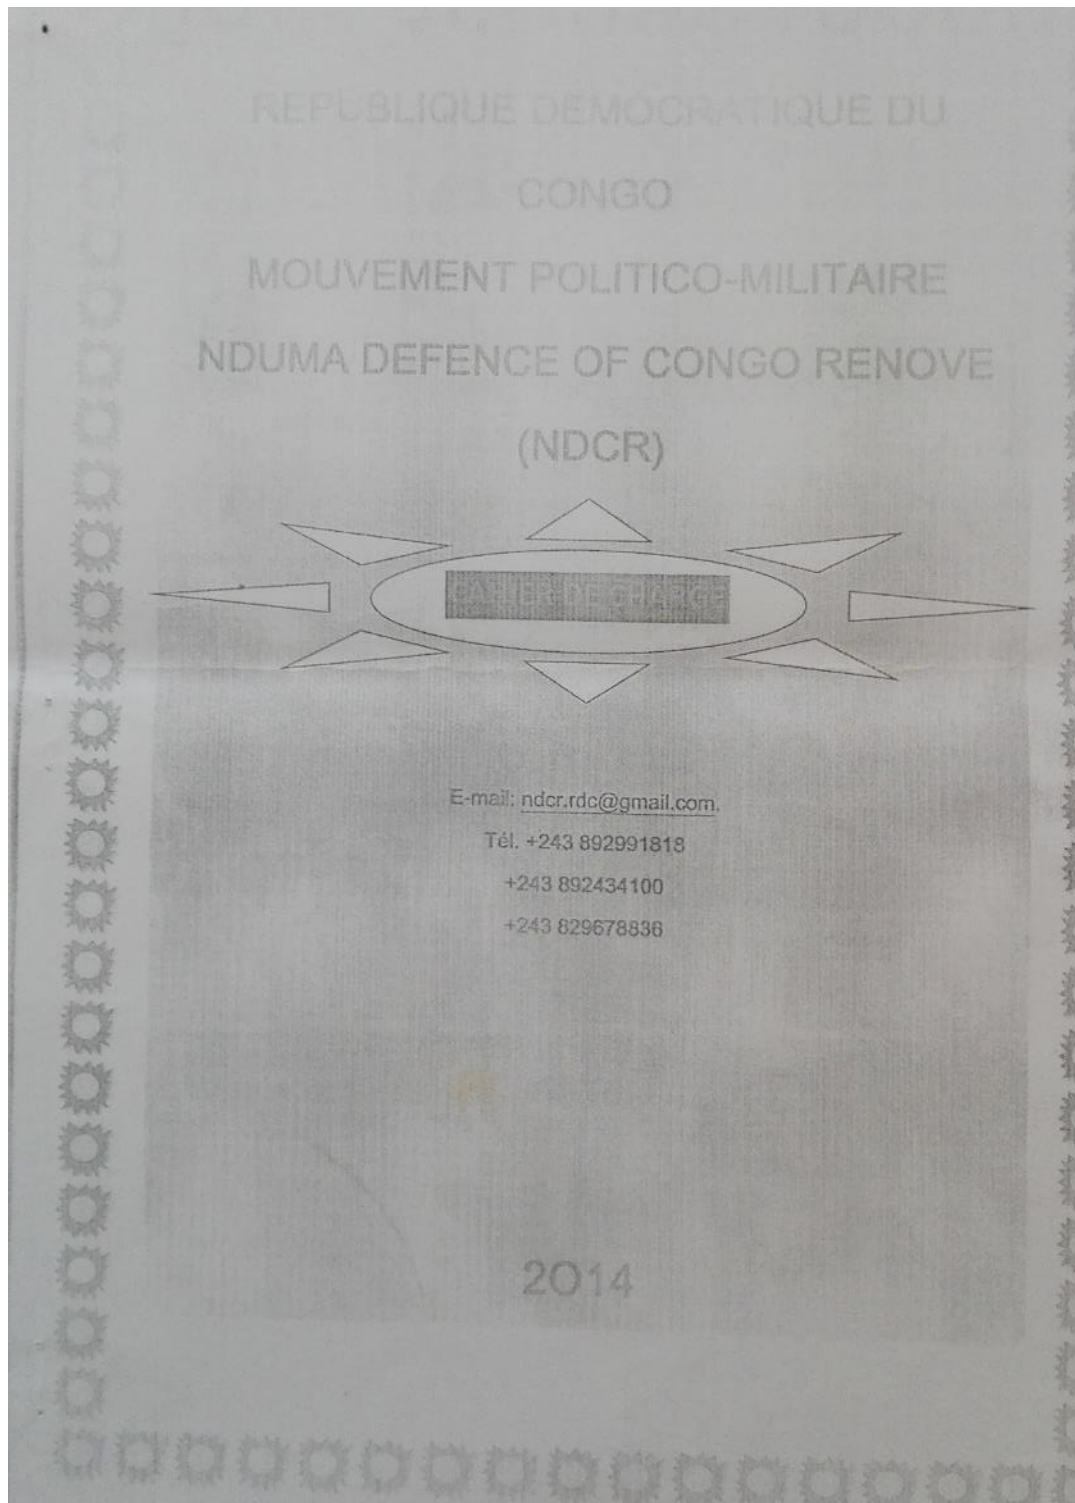 REPUBLIQUE DEMOCRATIQUE DU
CONGO
MOUVEMENT POLITICO-MILITAIRE
NDUMA DEFENCE OF CONGO RENOVE
(NDCR)
CAHIER DE CHARGE
E-mail: ndcr.rdc@gmail.com.
Tél. +243 892991818
+243 892434100
+243 829678836
2014